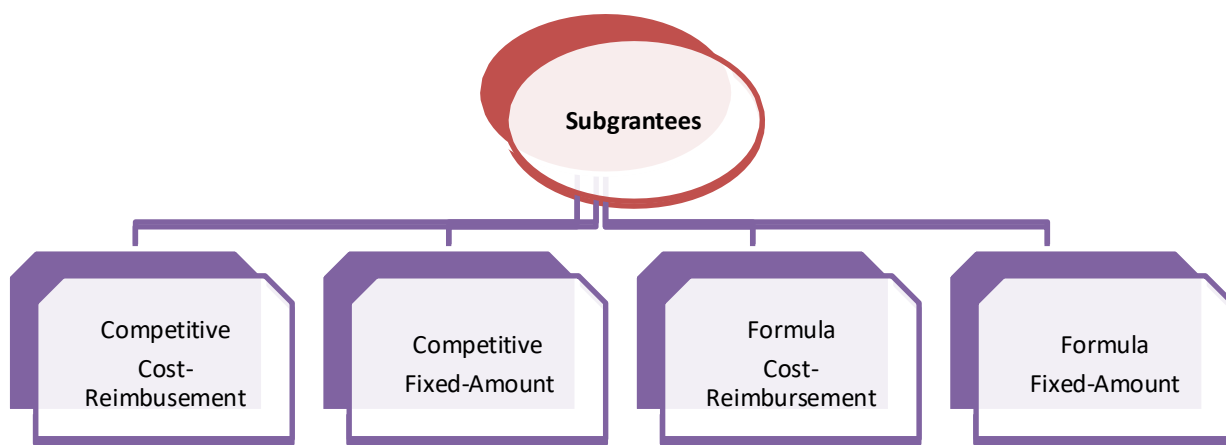 Subgrantees
Competitive
Cost-
Reimbusement
Competitive
Fixed-Amount
Formula
Cost-
Reimbursement
Formula
Fixed-Amount